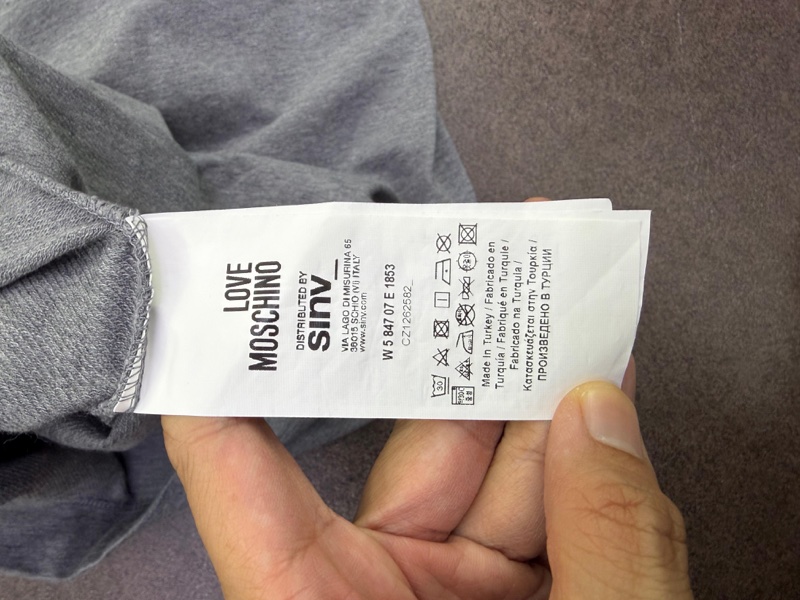 LOVE
MOSCHINO
DISTRIBUTED BY
sinv_
VIA LAGO DI MISURINA 65
36015 SCHIO (VI) ITALY
www.sinv.com
W 5 847 07 E 1853
CZ1262582
30
Made in Turkey / Fabricado en
Turquía / Fabriqué en Turquie /
Fabricado na Turquia /
Κατασκευάζεται στην Τουρκία /
ПРОИЗВЕДЕНО В ТУРЦИИ